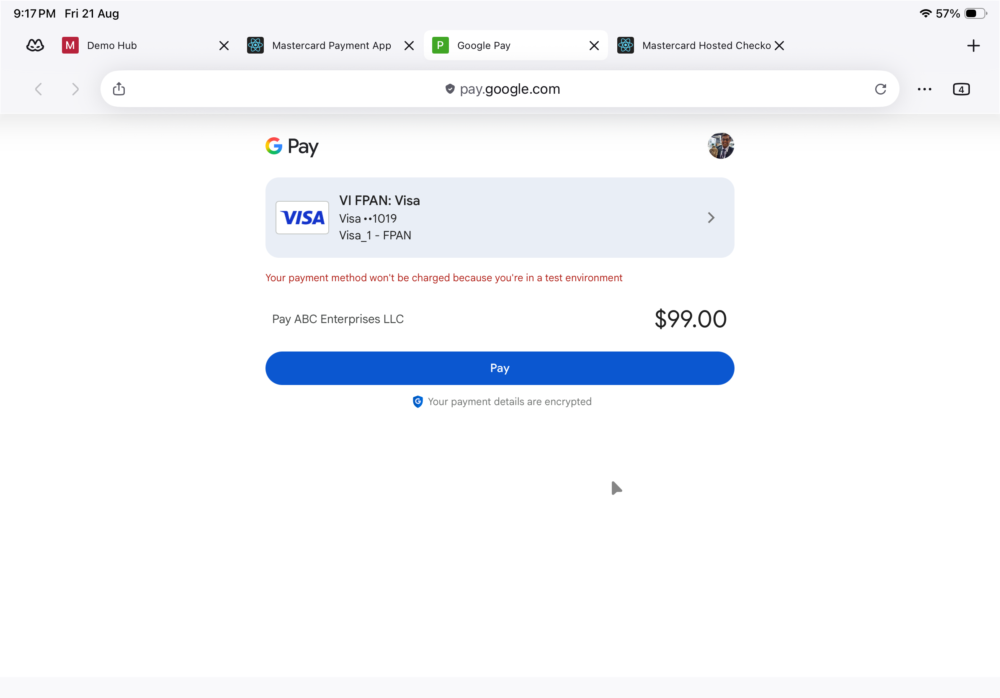 9:17 PM Fri 21 Aug
57%
M Demo Hub
Mastercard Payment App
P Google Pay
Mastercard Hosted Checko
pay.google.com
4
G Pay
VISA
VI FPAN: Visa
Visa ••1019
Visa_1 - FPAN
Your payment method won't be charged because you're in a test environment
Pay ABC Enterprises LLC
$99.00
Pay
G Your payment details are encrypted